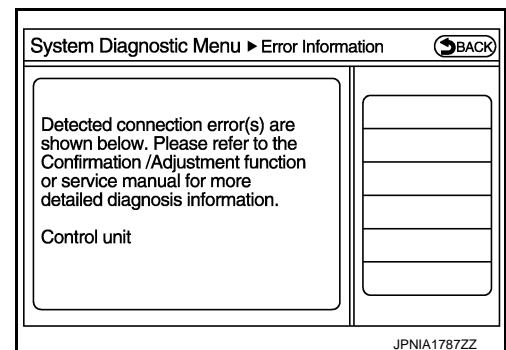 System Diagnostic Menu ▶ Error Information
BACK
Detected connection error(s) are
shown below. Please refer to the
Confirmation /Adjustment function
or service manual for more
detailed diagnosis information.
Control unit
JPNIA1787ZZ